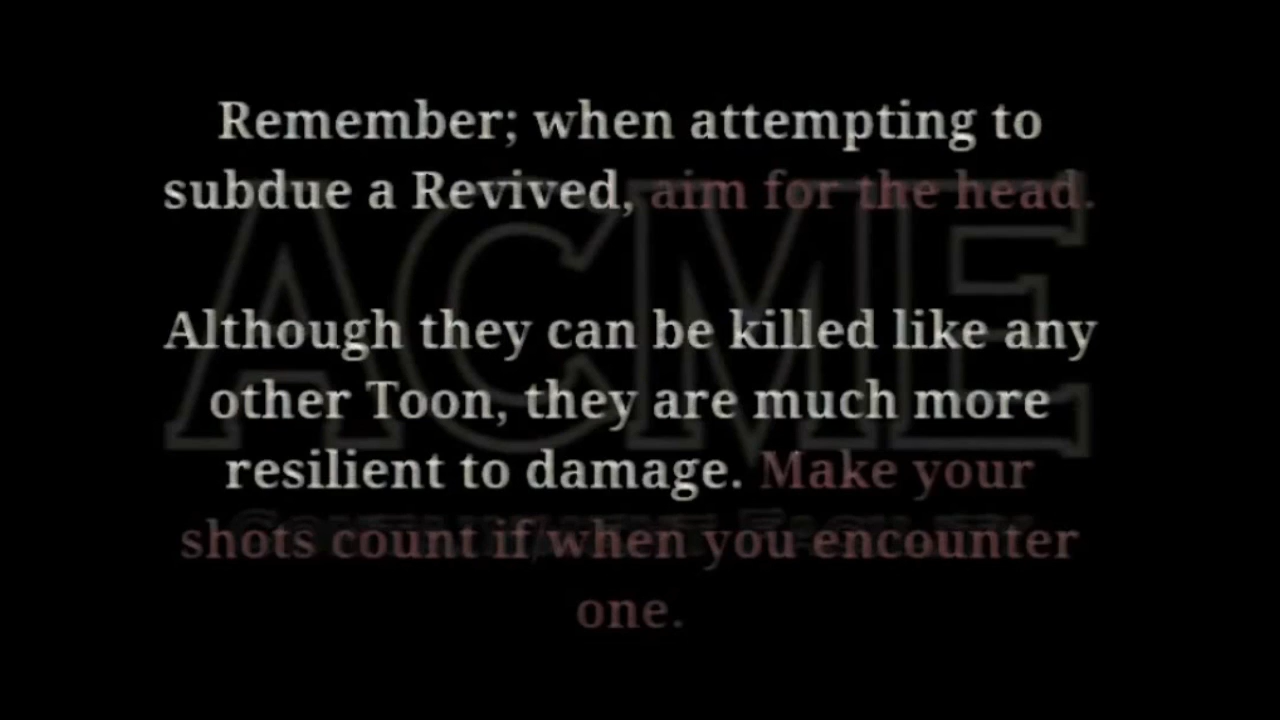 Remember; when attempting to
subdue a Revived, aim for the head.
ACME
Although they can be killed like any
other Toon, they are much more
resilient to damage. Make your
shots count if/when you encounter
one.